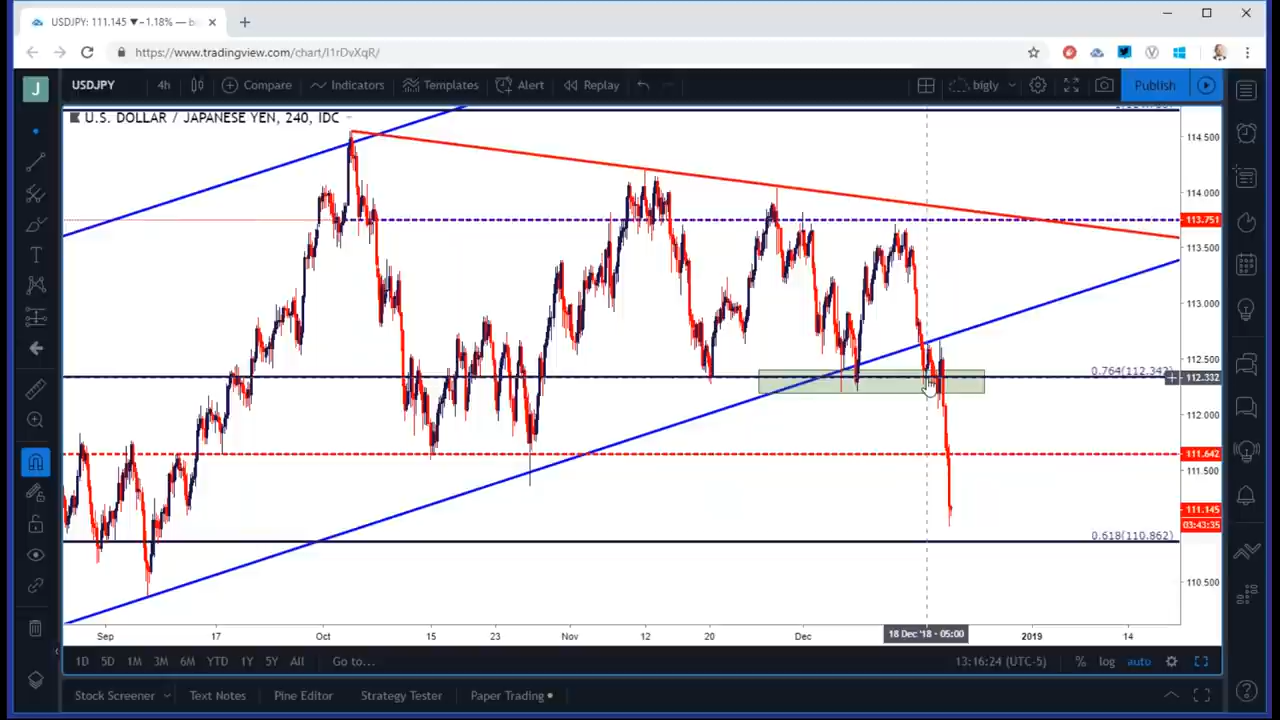 USDJPY: 111.145 ▼−1.18% — b
https://www.tradingview.com/chart/I1rDvXqR/
J
USDJPY 4h Compare Indicators Templates Alert Replay bigly Publish
U.S. DOLLAR / JAPANESE YEN, 240, IDC
114.500
114.000
113.751
113.500
113.000
112.500
0.764(112.342)
112.332
112.000
111.642
111.500
111.145
03:43:35
0.618(110.862)
110.500
Sep 17 Oct 15 23 Nov 12 20 Dec 18 Dec '18 - 05:00 2019 14
1D 5D 1M 3M 6M YTD 1Y 5Y All Go to... 13:16:24 (UTC-5) % log auto
Stock Screener Text Notes Pine Editor Strategy Tester Paper Trading